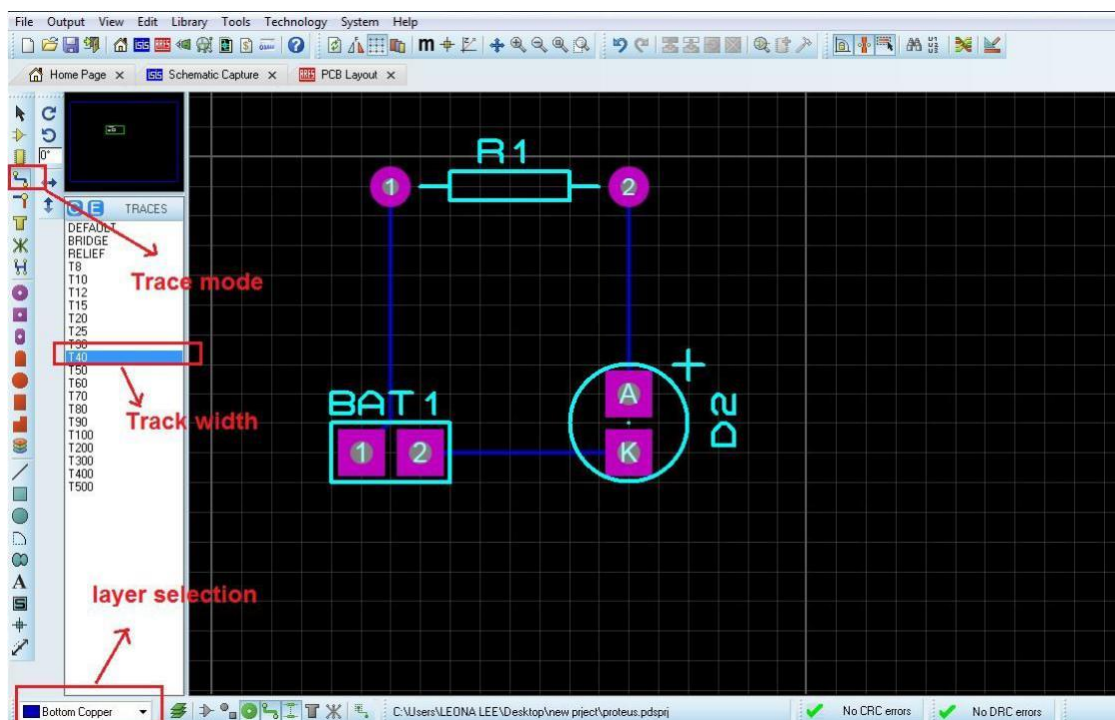 File Output View Edit Library Tools Technology System Help
Home Page Schematic Capture PCB Layout
0°
TRACES
DEFAULT
BRIDGE
RELIEF
T8
T10
T12
T15
T20
T25
T30
T40
T50
T60
T70
T80
T90
T100
T200
T300
T400
T500
Trace mode
Track width
layer selection
R1
1 2
BAT 1
1 2
A
K
D2
Bottom Copper
C:\Users\LEONA LEE\Desktop\new prject\proteus.pdsprj
No CRC errors
No DRC errors